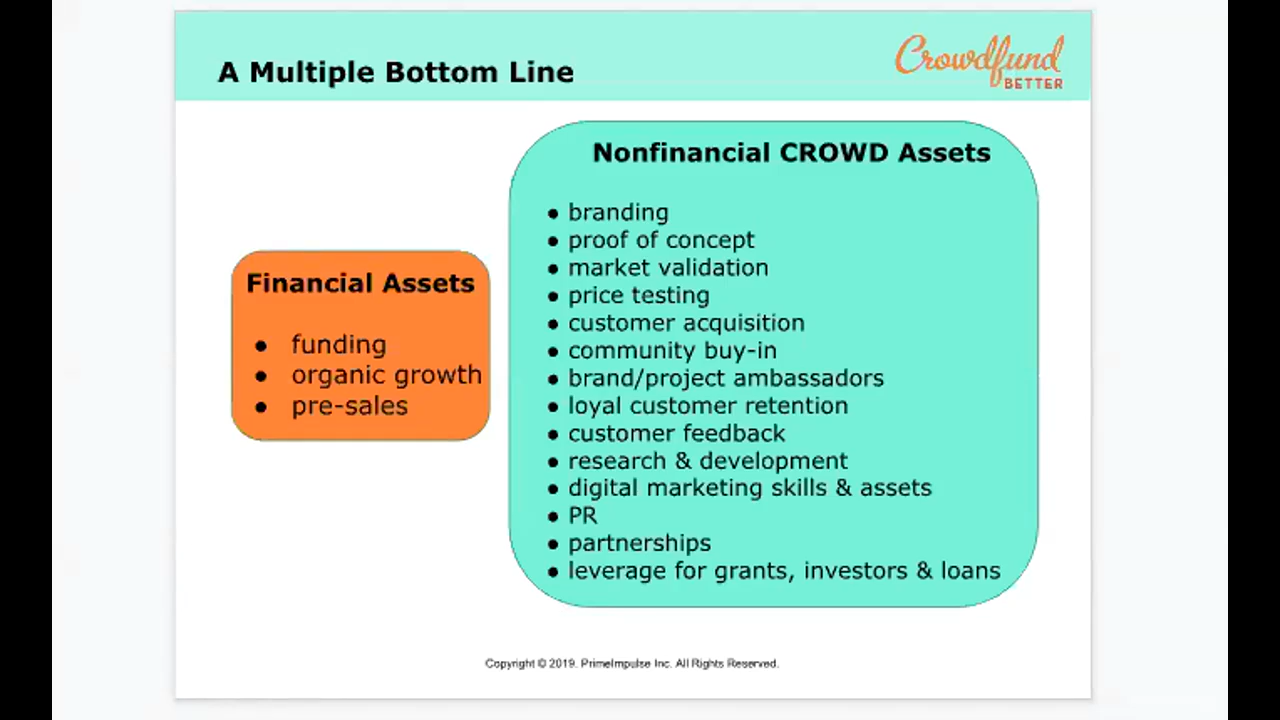 A Multiple Bottom Line
Crowdfund
BETTER
Financial Assets
● funding
● organic growth
● pre-sales
Nonfinancial CROWD Assets
● branding
● proof of concept
● market validation
● price testing
● customer acquisition
● community buy-in
● brand/project ambassadors
● loyal customer retention
● customer feedback
● research & development
● digital marketing skills & assets
● PR
● partnerships
● leverage for grants, investors & loans
Copyright © 2019. PrimeImpulse Inc. All Rights Reserved.